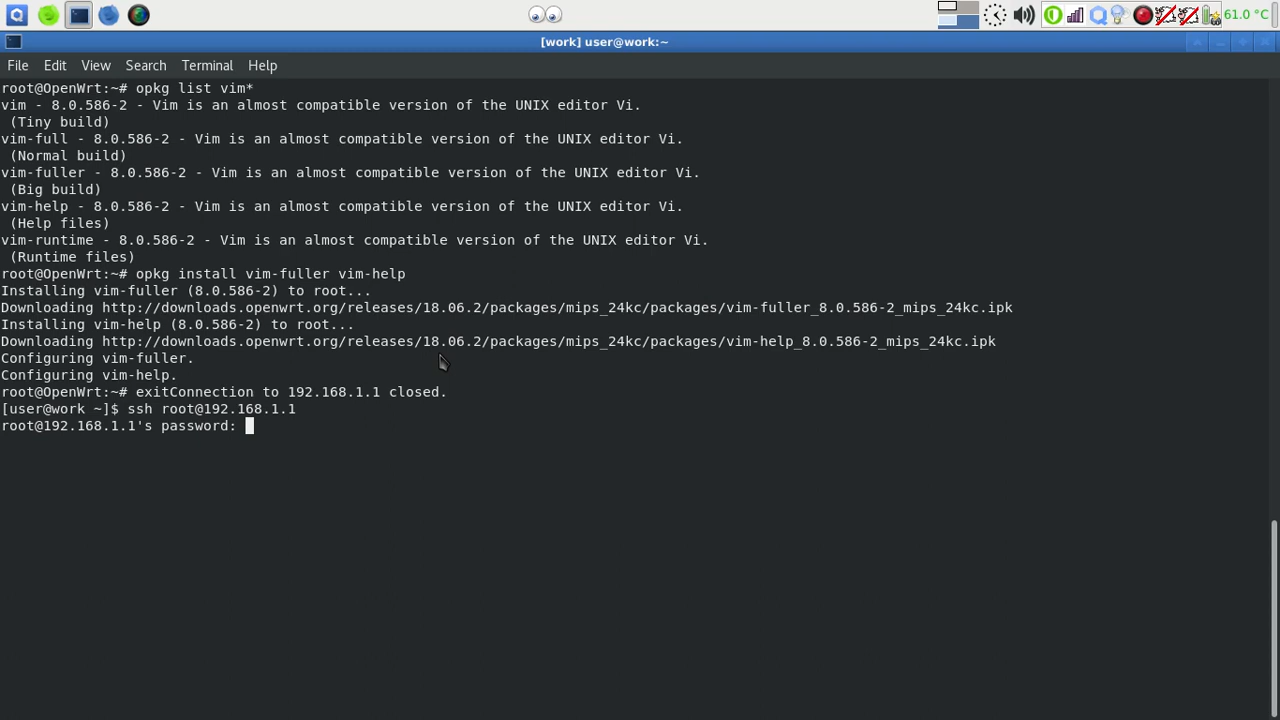 61.0 °C
[work] user@work:~
File Edit View Search Terminal Help
root@OpenWrt:~# opkg list vim*
vim - 8.0.586-2 - Vim is an almost compatible version of the UNIX editor Vi.
 (Tiny build)
vim-full - 8.0.586-2 - Vim is an almost compatible version of the UNIX editor Vi.
 (Normal build)
vim-fuller - 8.0.586-2 - Vim is an almost compatible version of the UNIX editor Vi.
 (Big build)
vim-help - 8.0.586-2 - Vim is an almost compatible version of the UNIX editor Vi.
 (Help files)
vim-runtime - 8.0.586-2 - Vim is an almost compatible version of the UNIX editor Vi.
 (Runtime files)
root@OpenWrt:~# opkg install vim-fuller vim-help
Installing vim-fuller (8.0.586-2) to root...
Downloading http://downloads.openwrt.org/releases/18.06.2/packages/mips_24kc/packages/vim-fuller_8.0.586-2_mips_24kc.ipk
Installing vim-help (8.0.586-2) to root...
Downloading http://downloads.openwrt.org/releases/18.06.2/packages/mips_24kc/packages/vim-help_8.0.586-2_mips_24kc.ipk
Configuring vim-fuller.
Configuring vim-help.
root@OpenWrt:~# exitConnection to 192.168.1.1 closed.
[user@work ~]$ ssh root@192.168.1.1
root@192.168.1.1's password: